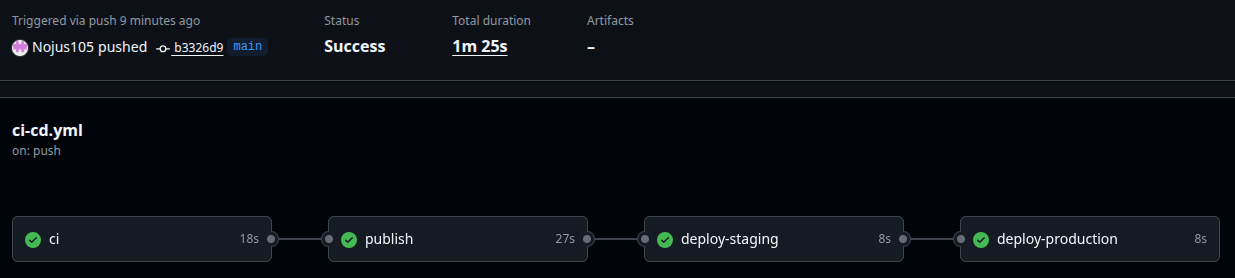 Triggered via push 9 minutes ago
Status
Total duration
Artifacts
Nojus105 pushed b3326d9 main
Success
1m 25s
–
ci-cd.yml
on: push
ci 18s
publish 27s
deploy-staging 8s
deploy-production 8s